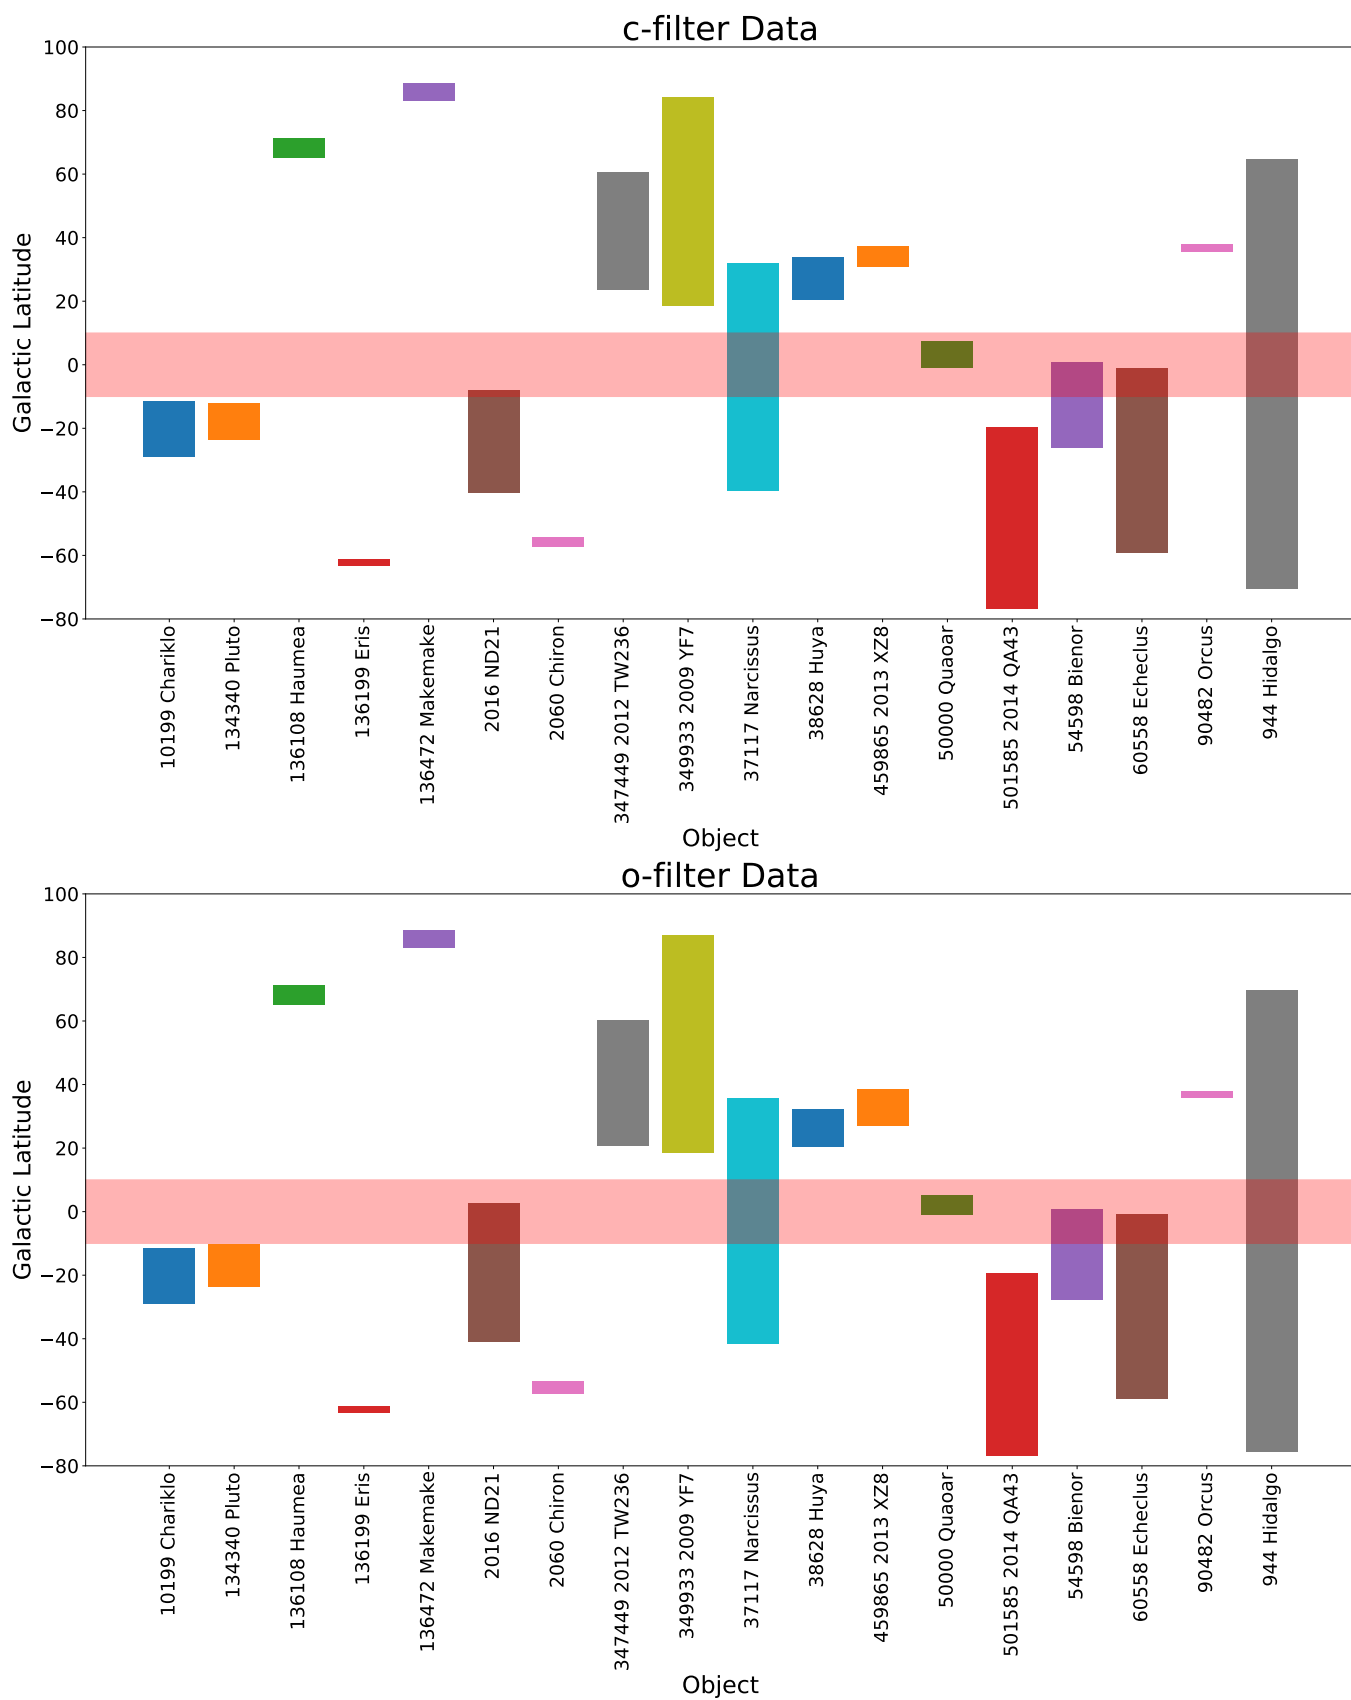 c-filter Data
100
80
60
40
20
0
−20
−40
−60
−80
Galactic Latitude
10199 Chariklo
134340 Pluto
136108 Haumea
136199 Eris
136472 Makemake
2016 ND21
2060 Chiron
347449 2012 TW236
349933 2009 YF7
37117 Narcissus
38628 Huya
459865 2013 XZ8
50000 Quaoar
501585 2014 QA43
54598 Bienor
60558 Echeclus
90482 Orcus
944 Hidalgo
Object
o-filter Data
100
80
60
40
20
0
−20
−40
−60
−80
Galactic Latitude
10199 Chariklo
134340 Pluto
136108 Haumea
136199 Eris
136472 Makemake
2016 ND21
2060 Chiron
347449 2012 TW236
349933 2009 YF7
37117 Narcissus
38628 Huya
459865 2013 XZ8
50000 Quaoar
501585 2014 QA43
54598 Bienor
60558 Echeclus
90482 Orcus
944 Hidalgo
Object